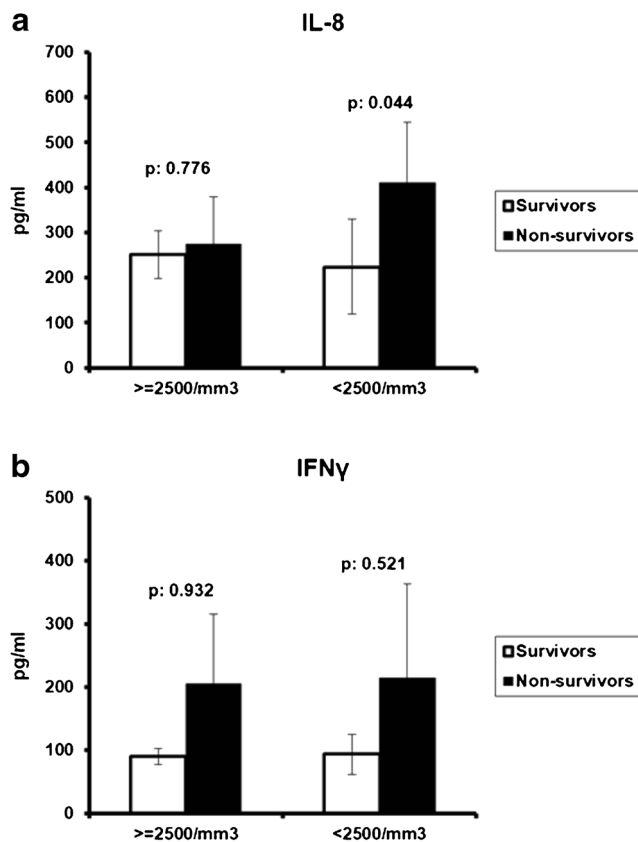 a
IL-8
700
600
500
400
300
200
100
0
pg/ml
p: 0.776
p: 0.044
>=2500/mm3
<2500/mm3
Survivors
Non-survivors
b
IFNγ
500
400
300
200
100
0
pg/ml
p: 0.932
p: 0.521
>=2500/mm3
<2500/mm3
Survivors
Non-survivors